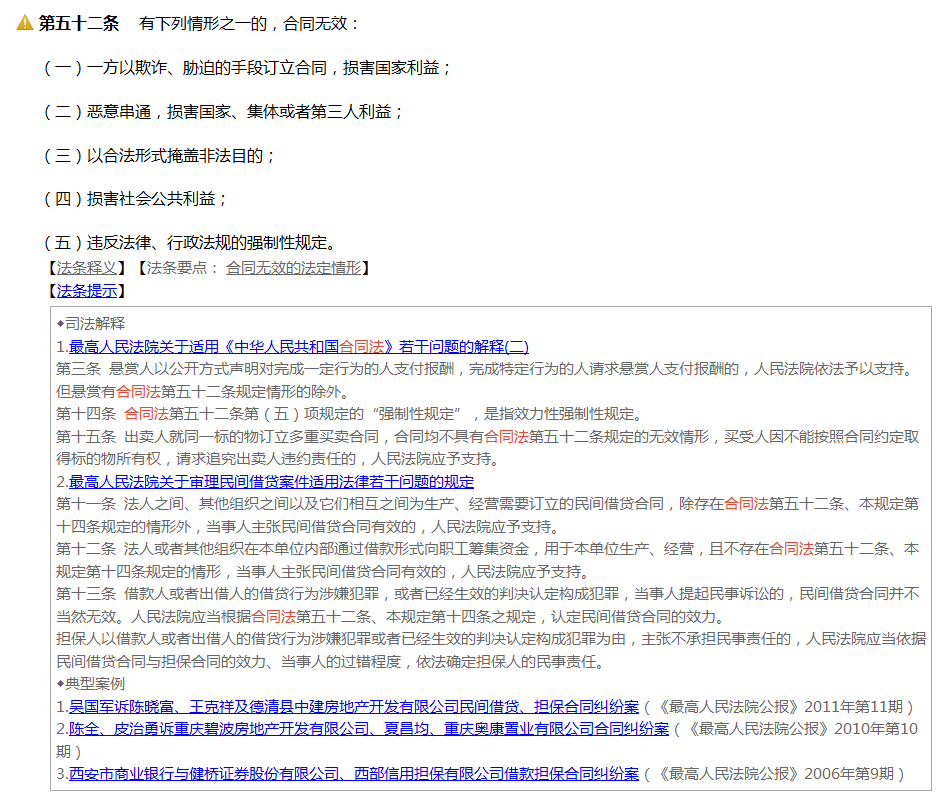 第五十二条 有下列情形之一的，合同无效：
（一）一方以欺诈、胁迫的手段订立合同，损害国家利益；
（二）恶意串通，损害国家、集体或者第三人利益；
（三）以合法形式掩盖非法目的；
（四）损害社会公共利益；
（五）违反法律、行政法规的强制性规定。
【法条释义】【法条要点： 合同无效的法定情形】
【法条提示】
◆司法解释
1.最高人民法院关于适用《中华人民共和国合同法》若干问题的解释(二)
第三条 悬赏人以公开方式声明对完成一定行为的人支付报酬，完成特定行为的人请求悬赏人支付报酬的，人民法院依法予以支持。
但悬赏有合同法第五十二条规定情形的除外。
第十四条 合同法第五十二条第（五）项规定的“强制性规定”，是指效力性强制性规定。
第十五条 出卖人就同一标的物订立多重买卖合同，合同均不具有合同法第五十二条规定的无效情形，买受人因不能按照合同约定取
得标的物所有权，请求追究出卖人违约责任的，人民法院应予支持。
2.最高人民法院关于审理民间借贷案件适用法律若干问题的规定
第十一条 法人之间、其他组织之间以及它们相互之间为生产、经营需要订立的民间借贷合同，除存在合同法第五十二条、本规定第
十四条规定的情形外，当事人主张民间借贷合同有效的，人民法院应予支持。
第十二条 法人或者其他组织在本单位内部通过借款形式向职工筹集资金，用于本单位生产、经营，且不存在合同法第五十二条、本
规定第十四条规定的情形，当事人主张民间借贷合同有效的，人民法院应予支持。
第十三条 借款人或者出借人的借贷行为涉嫌犯罪，或者已经生效的判决认定构成犯罪，当事人提起民事诉讼的，民间借贷合同并不
当然无效。人民法院应当根据合同法第五十二条、本规定第十四条之规定，认定民间借贷合同的效力。
担保人以借款人或者出借人的借贷行为涉嫌犯罪或者已经生效的判决认定构成犯罪为由，主张不承担民事责任的，人民法院应当依据
民间借贷合同与担保合同的效力、当事人的过错程度，依法确定担保人的民事责任。
◆典型案例
1.吴国军诉陈晓富、王克祥及德清县中建房地产开发有限公司民间借贷、担保合同纠纷案（《最高人民法院公报》2011年第11期）
2.陈全、皮治勇诉重庆碧波房地产开发有限公司、夏昌均、重庆奥康置业有限公司合同纠纷案（《最高人民法院公报》2010年第10
期）
3.西安市商业银行与健桥证券股份有限公司、西部信用担保有限公司借款担保合同纠纷案（《最高人民法院公报》2006年第9期）